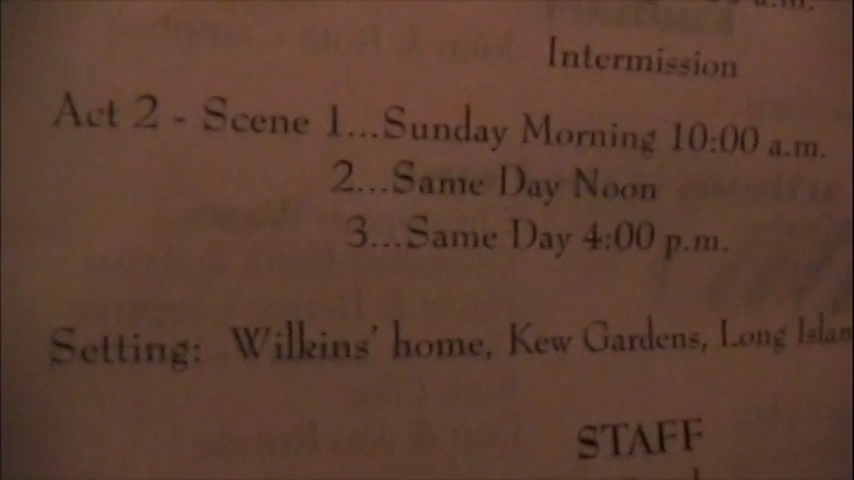 a.m.
Intermission
Act 2 - Scene 1...Sunday Morning 10:00 a.m.
2...Same Day Noon
3...Same Day 4:00 p.m.
Setting: Wilkins' home, Kew Gardens, Long Islan
STAFF